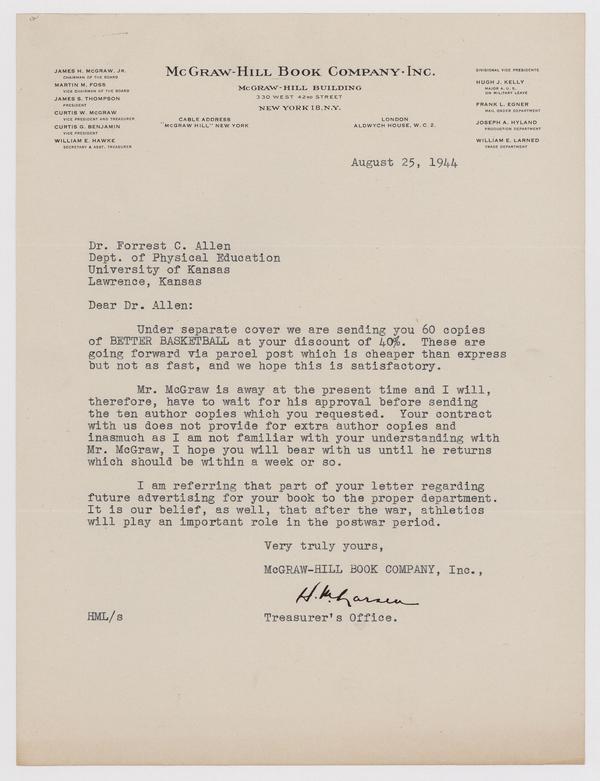 JAMES H. McGRAW, JR.
CHAIRMAN OF THE BOARD
MARTIN M. FOSS
VICE CHAIRMAN OF THE BOARD
JAMES S. THOMPSON
PRESIDENT
CURTIS W. McGRAW
VICE PRESIDENT AND TREASURER
CURTIS G. BENJAMIN
VICE PRESIDENT
WILLIAM E. HAWKE
SECRETARY & ASST. TREASURER
McGRAW-HILL BOOK COMPANY·INC.
McGRAW-HILL BUILDING
330 WEST 42ND STREET
NEW YORK 18, N.Y.
CABLE ADDRESS
"McGRAW HILL" NEW YORK
LONDON
ALDWYCH HOUSE, W.C. 2.
DIVISIONAL VICE PRESIDENTS
HUGH J. KELLY
MAJOR A. U. S.
ON MILITARY LEAVE
FRANK L. EGNER
MAIL ORDER DEPARTMENT
JOSEPH A. HYLAND
PRODUCTION DEPARTMENT
WILLIAM E. LARNED
TRADE DEPARTMENT
August 25, 1944
Dr. Forrest C. Allen
Dept. of Physical Education
University of Kansas
Lawrence, Kansas
Dear Dr. Allen:
Under separate cover we are sending you 60 copies
of BETTER BASKETBALL at your discount of 40%. These are
going forward via parcel post which is cheaper than express
but not as fast, and we hope this is satisfactory.
Mr. McGraw is away at the present time and I will,
therefore, have to wait for his approval before sending
the ten author copies which you requested. Your contract
with us does not provide for extra author copies and
inasmuch as I am not familiar with your understanding with
Mr. McGraw, I hope you will bear with us until he returns
which should be within a week or so.
I am referring that part of your letter regarding
future advertising for your book to the proper department.
It is our belief, as well, that after the war, athletics
will play an important role in the postwar period.
Very truly yours,
McGRAW-HILL BOOK COMPANY, Inc.,
H. M. Larsen
HML/s
Treasurer's Office.